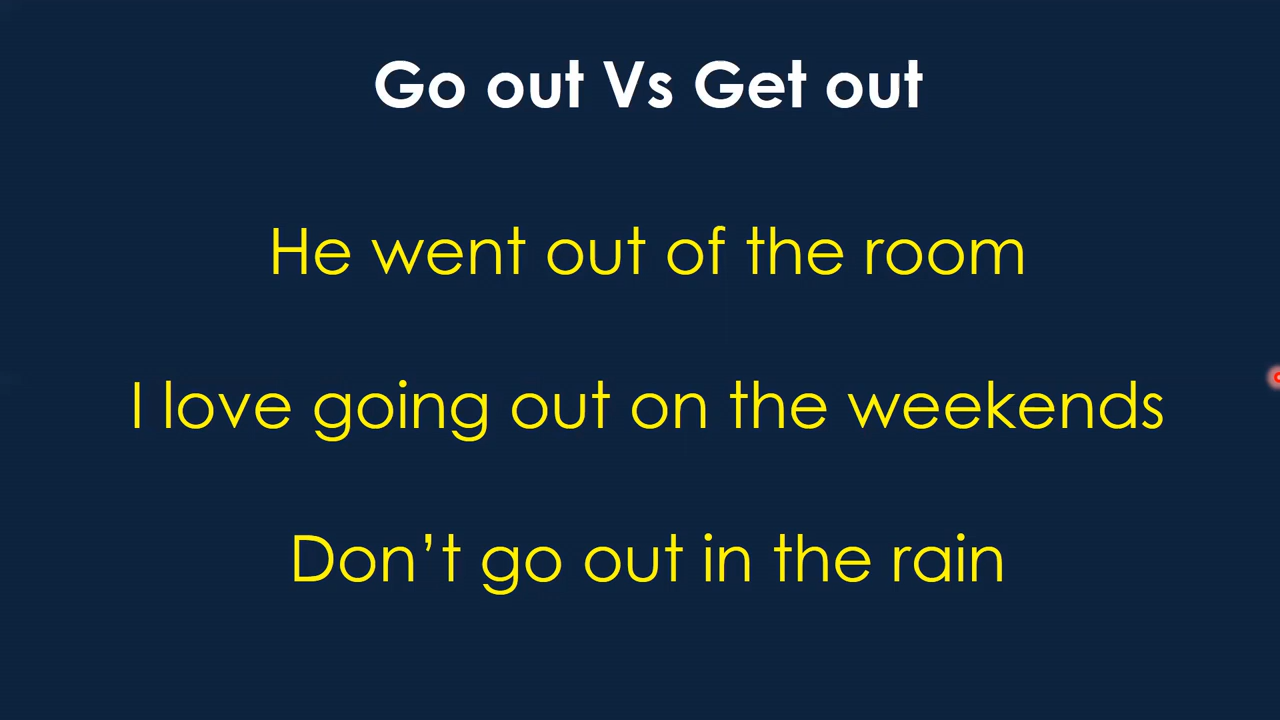 Go out Vs Get out
He went out of the room
I love going out on the weekends
Don’t go out in the rain